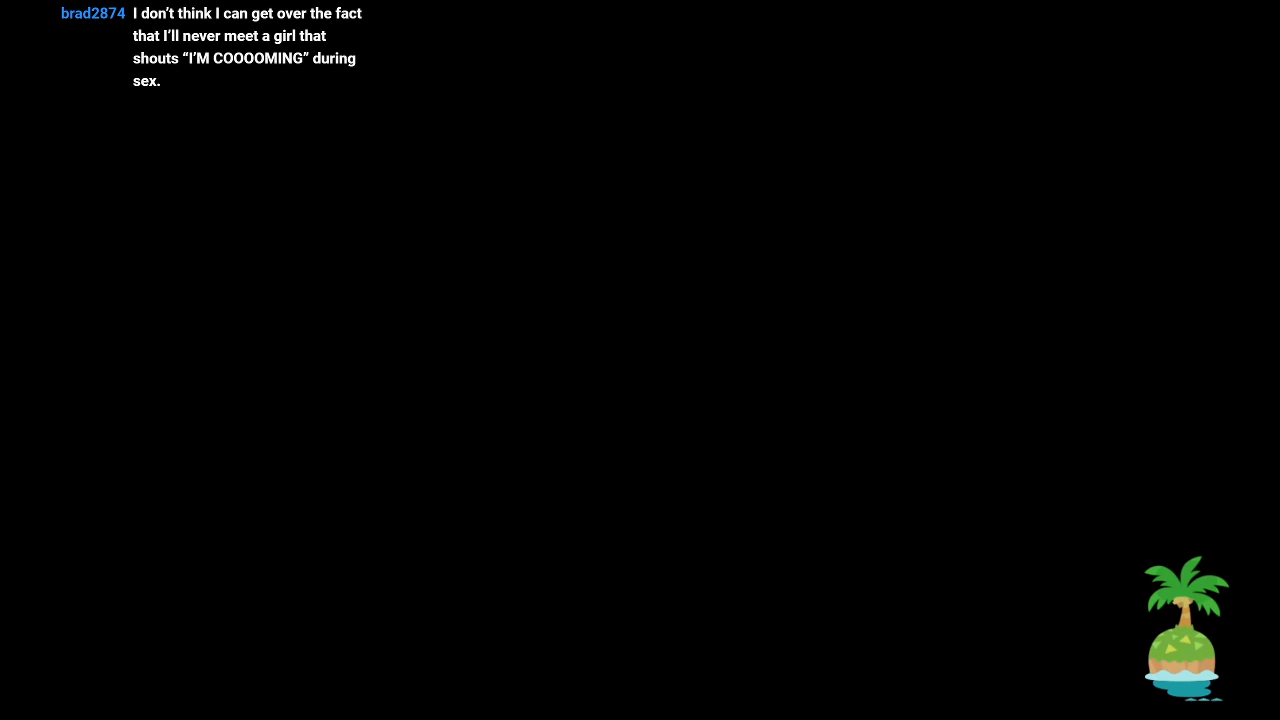 brad2874 I don’t think I can get over the fact
that I’ll never meet a girl that
shouts “I’M COOOOMING” during
sex.